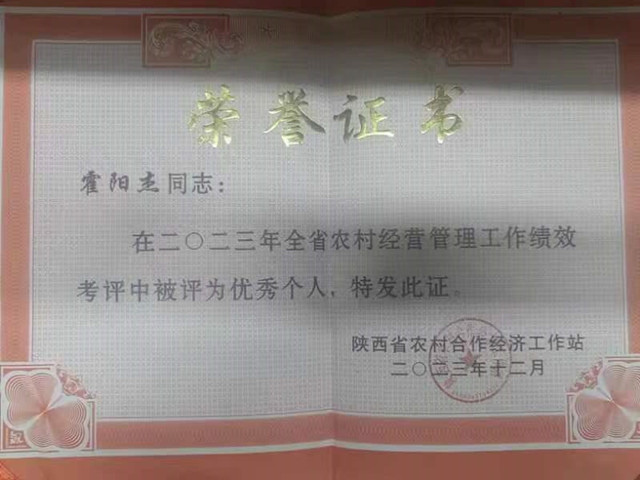 荣誉证书
霍阳杰同志：
在二〇二三年全省农村经营管理工作绩效
考评中被评为优秀个人，特发此证。
陕西省农村合作经济工作站
二〇二三年十二月